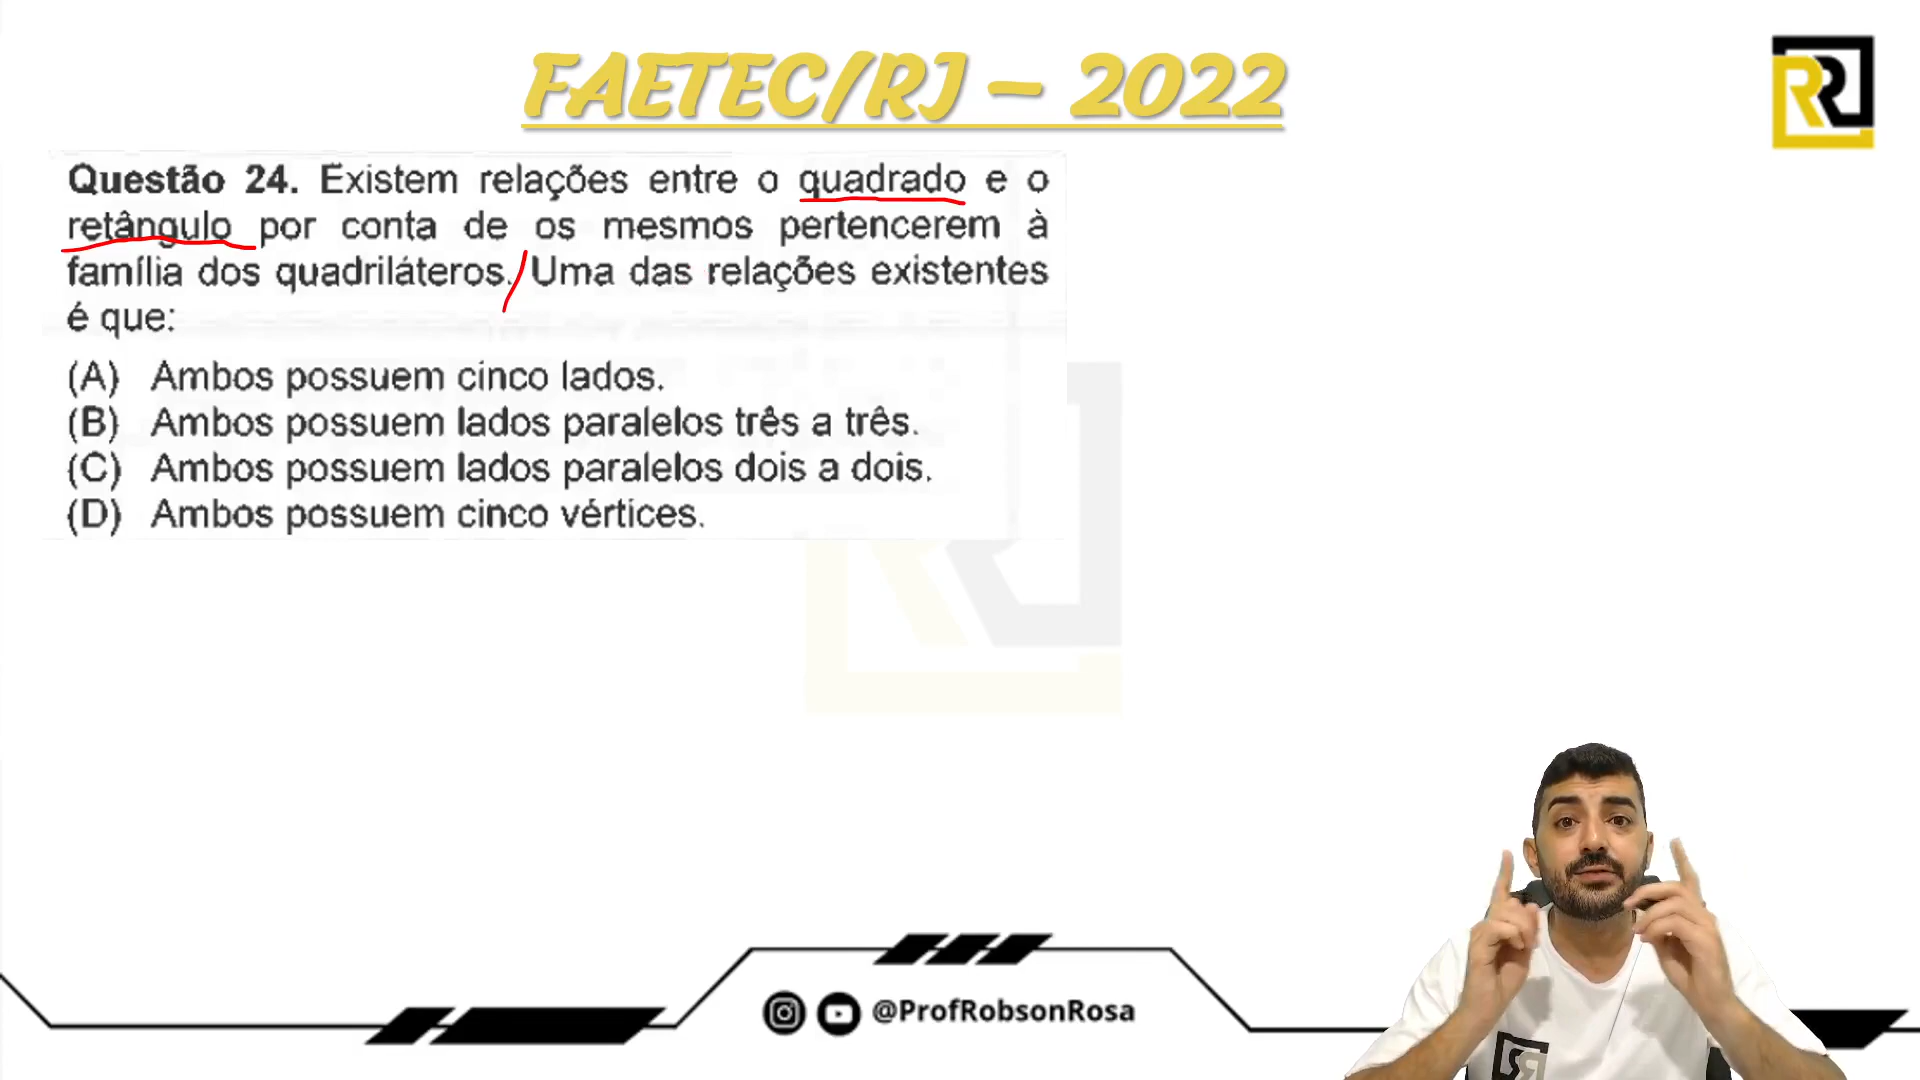 FAETEC/RJ – 2022
Questão 24. Existem relações entre o quadrado e o
retângulo por conta de os mesmos pertencerem à
família dos quadriláteros. Uma das relações existentes
é que:
(A) Ambos possuem cinco lados.
(B) Ambos possuem lados paralelos três a três.
(C) Ambos possuem lados paralelos dois a dois.
(D) Ambos possuem cinco vértices.
@ProfRobsonRosa